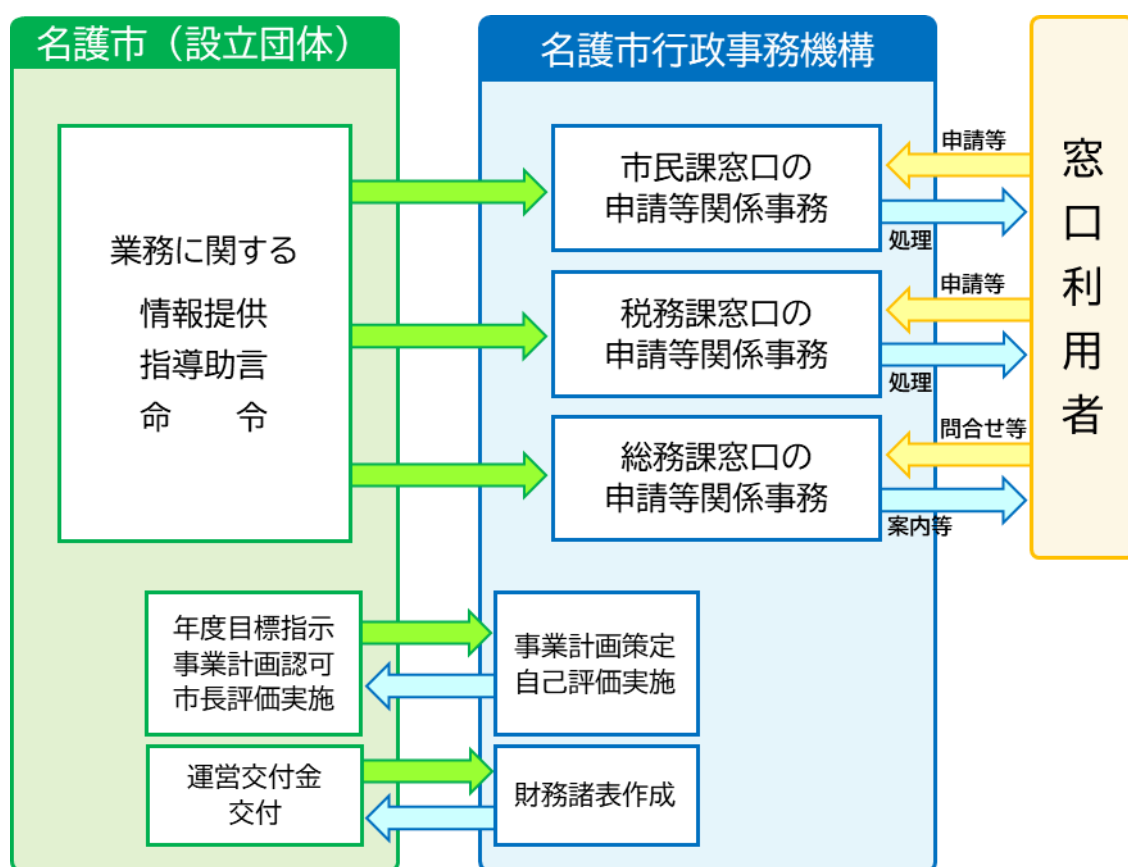 名護市（設立団体）
業務に関する
情報提供
指導助言
命　　令
年度目標指示
事業計画認可
市長評価実施
運営交付金
交付
名護市行政事務機構
市民課窓口の
申請等関係事務
税務課窓口の
申請等関係事務
総務課窓口の
申請等関係事務
事業計画策定
自己評価実施
財務諸表作成
申請等
処理
申請等
処理
問合せ等
案内等
窓口利用者